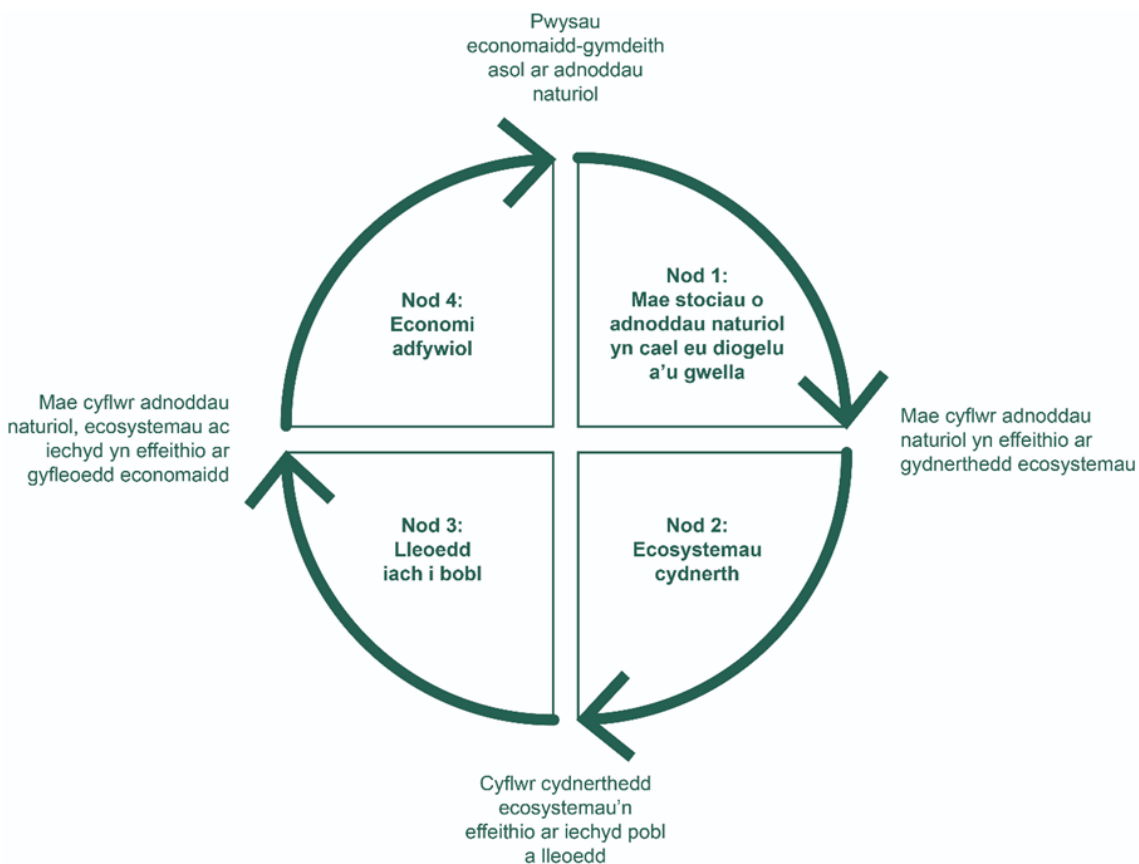 Pwysau
economaidd-gymdeith
asol ar adnoddau
naturiol
Nod 4:
Economi
adfywiol
Nod 1:
Mae stociau o
adnoddau naturiol
yn cael eu diogelu
a'u gwella
Mae cyflwr adnoddau
naturiol, ecosystemau ac
iechyd yn effeithio ar
gyfleoedd economaidd
Mae cyflwr adnoddau
naturiol yn effeithio ar
gydnerthedd ecosystemau
Nod 3:
Lleoedd
iach i bobl
Nod 2:
Ecosystemau
cydnerth
Cyflwr cydnerthedd
ecosystemau'n
effeithio ar iechyd pobl
a lleoedd